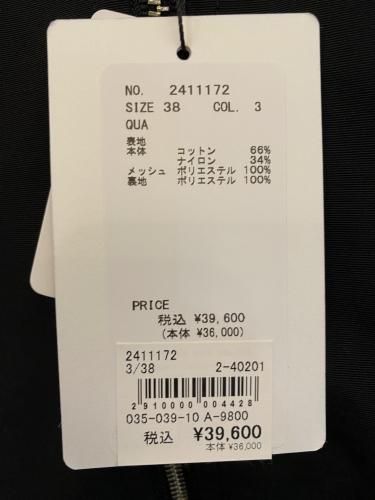 NO. 2411172
SIZE 38 COL. 3
QUA
表地
本体 コットン 66%
ナイロン 34%
メッシュ ポリエステル 100%
裏地 ポリエステル 100%
PRICE
税込 ¥39,600
(本体 ¥36,000)
2411172
3/38 2-40201
2 910000 004428
035-039-10 A-9800
税込 ¥39,600
本体 ¥36,000